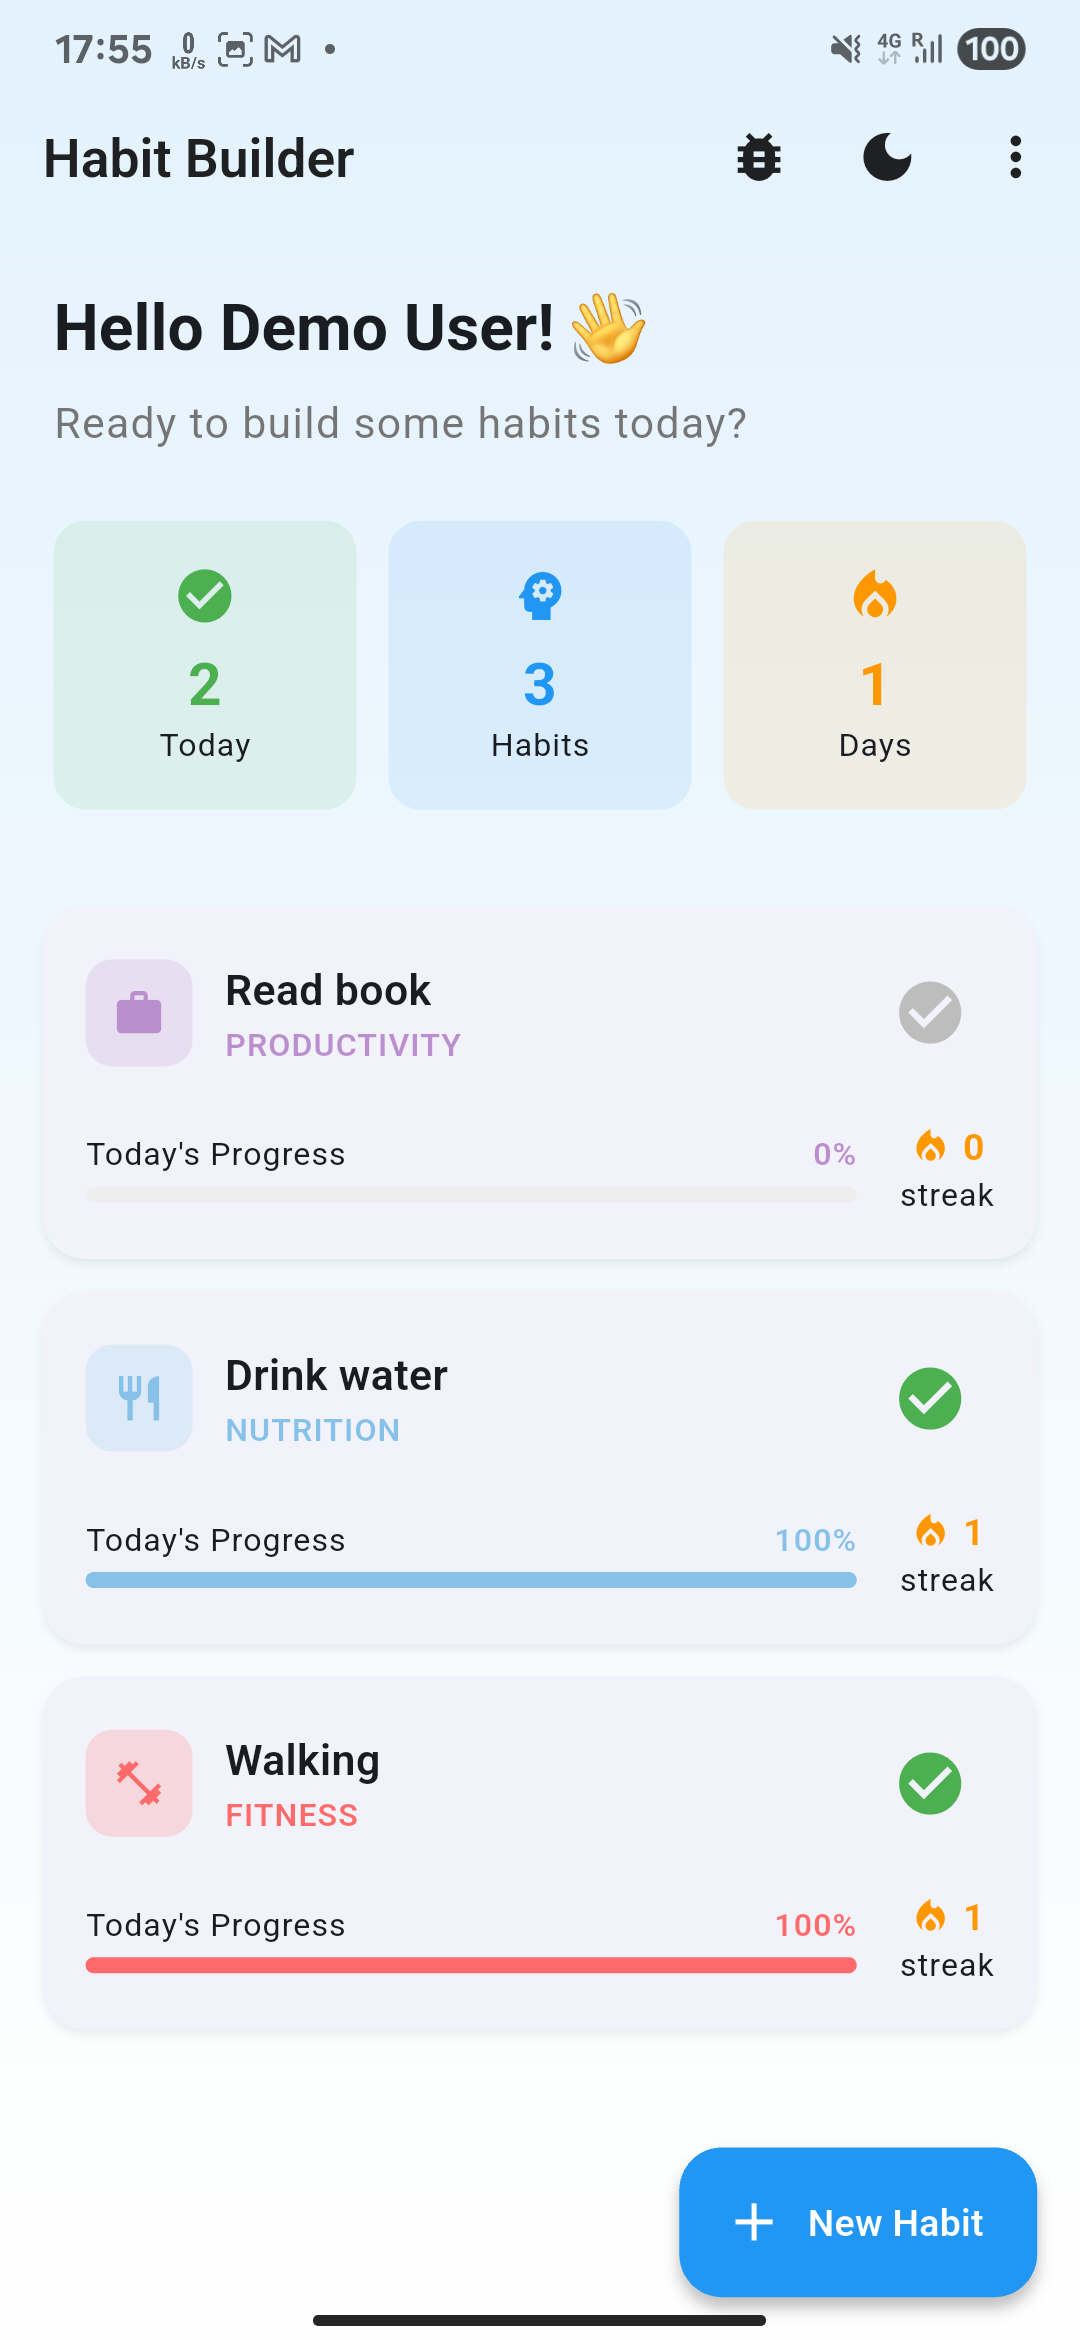 17:55 0 kB/s 4G R 100
Habit Builder
Hello Demo User! 👋
Ready to build some habits today?
2 3 1
Today Habits Days
Read book
PRODUCTIVITY
Today's Progress 0% 0
streak
Drink water
NUTRITION
Today's Progress 100% 1
streak
Walking
FITNESS
Today's Progress 100% 1
streak
New Habit